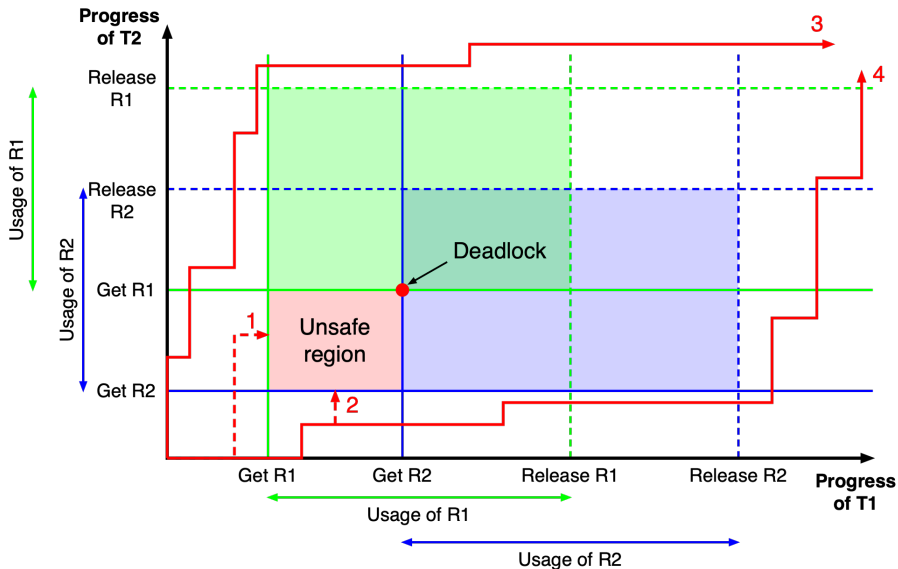 Progress
of T2
3
4
Release
R1
Usage of R1
Release
R2
Usage of R2
Deadlock
Get R1
1
Unsafe
region
Get R2
2
Get R1
Get R2
Release R1
Release R2
Progress
of T1
Usage of R1
Usage of R2